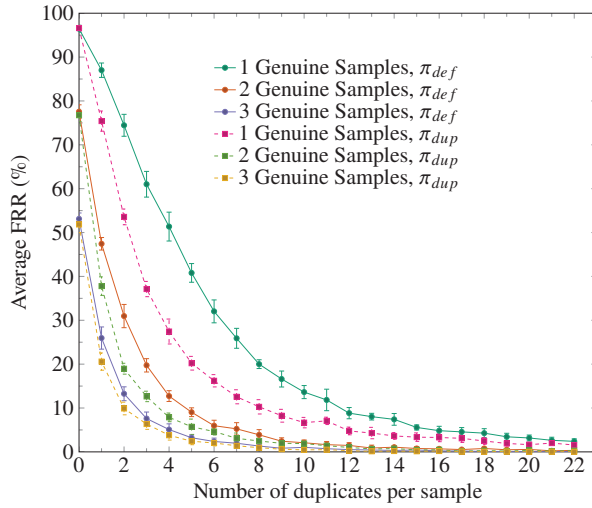 100
90
80
70
60
50
40
30
20
10
0
Average FRR (%)
1 Genuine Samples, π_def
2 Genuine Samples, π_def
3 Genuine Samples, π_def
1 Genuine Samples, π_dup
2 Genuine Samples, π_dup
3 Genuine Samples, π_dup
0 2 4 6 8 10 12 14 16 18 20 22
Number of duplicates per sample